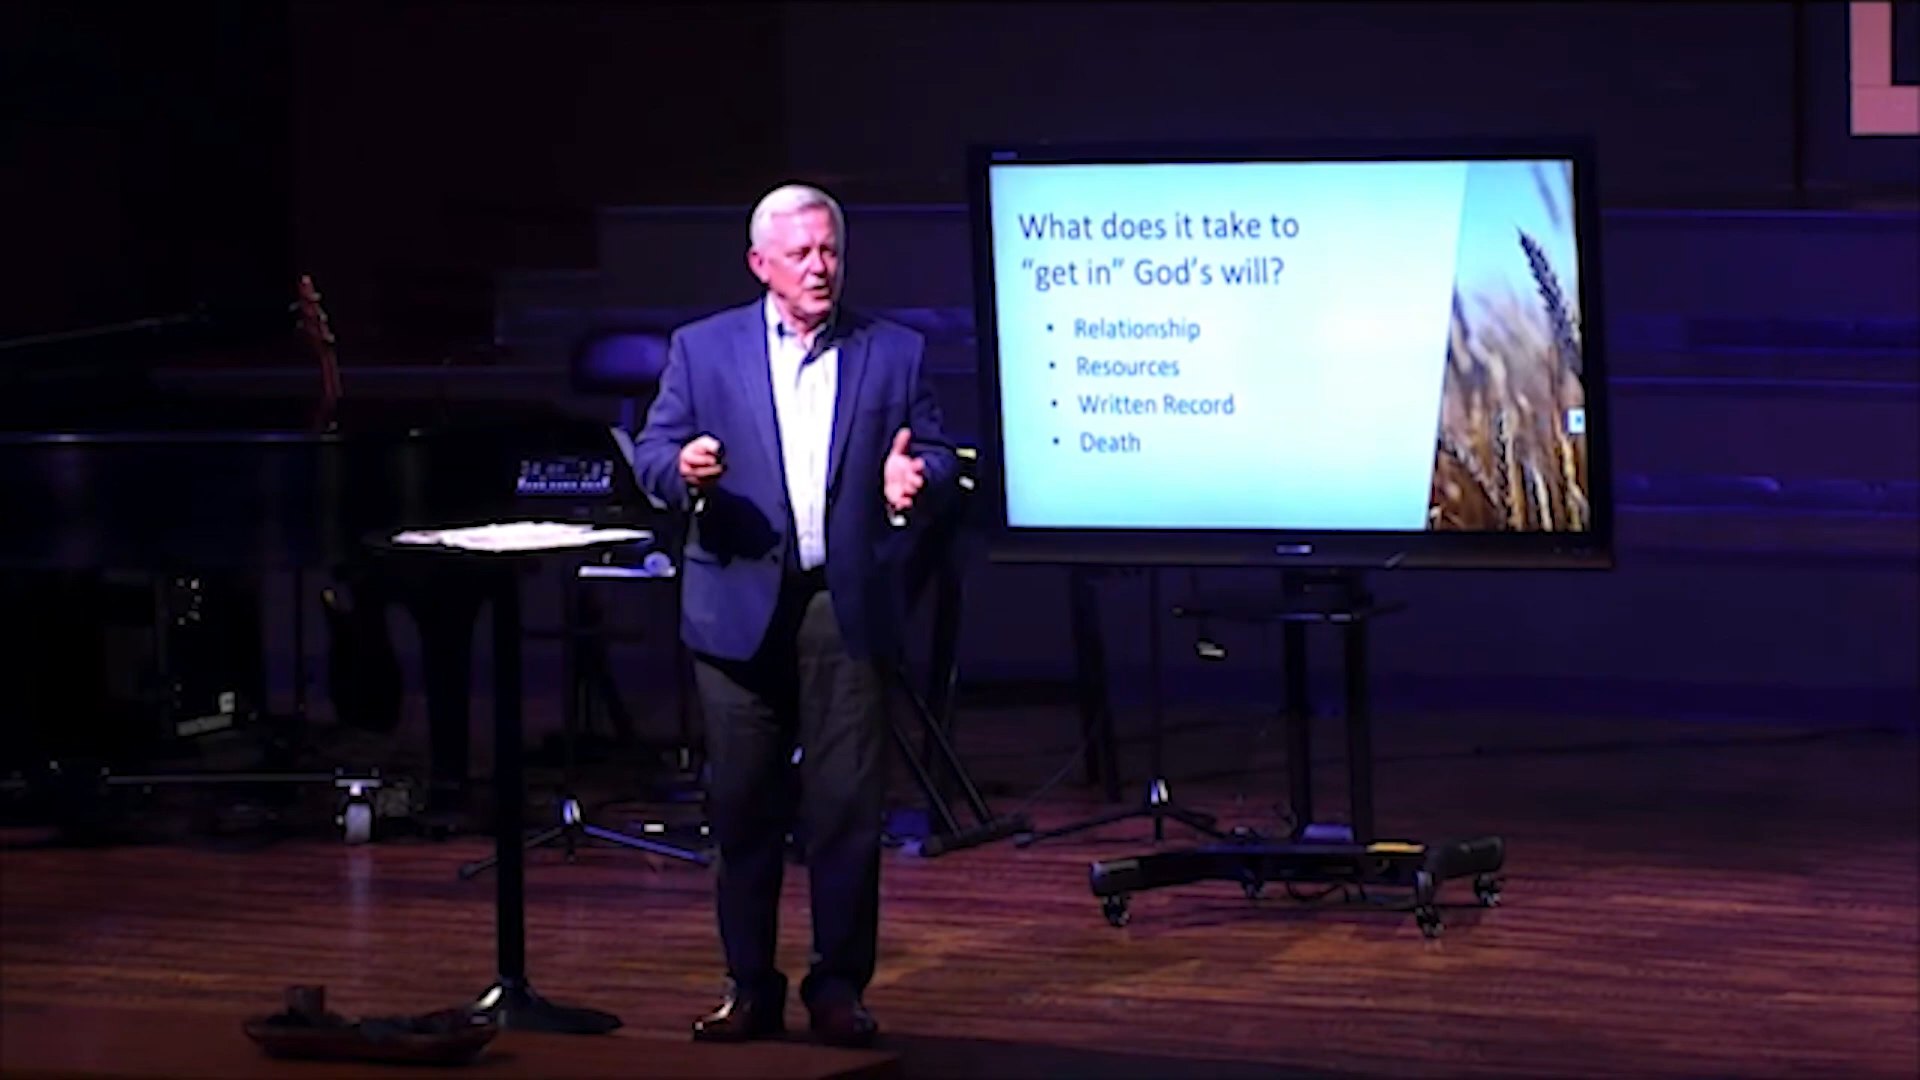 What does it take to
“get in” God’s will?
• Relationship
• Resources
• Written Record
• Death